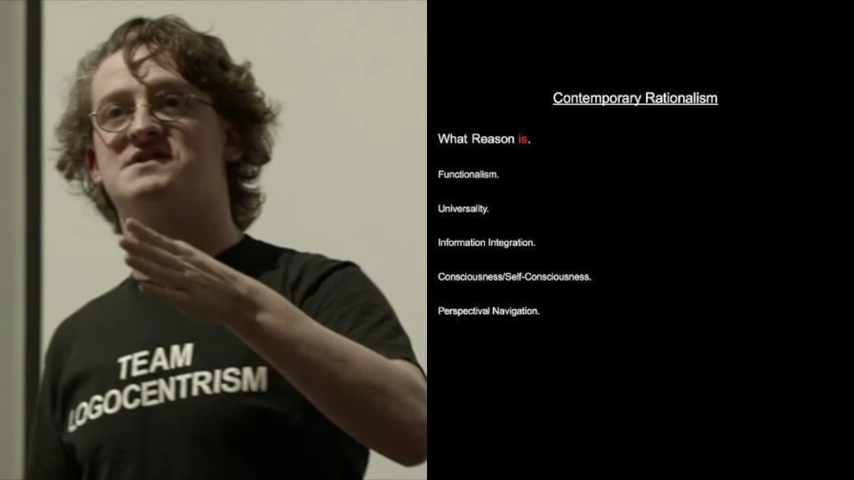 TEAM
LOGOCENTRISM
Contemporary Rationalism
What Reason is.
Functionalism.
Universality.
Information Integration.
Consciousness/Self-Consciousness.
Perspectival Navigation.